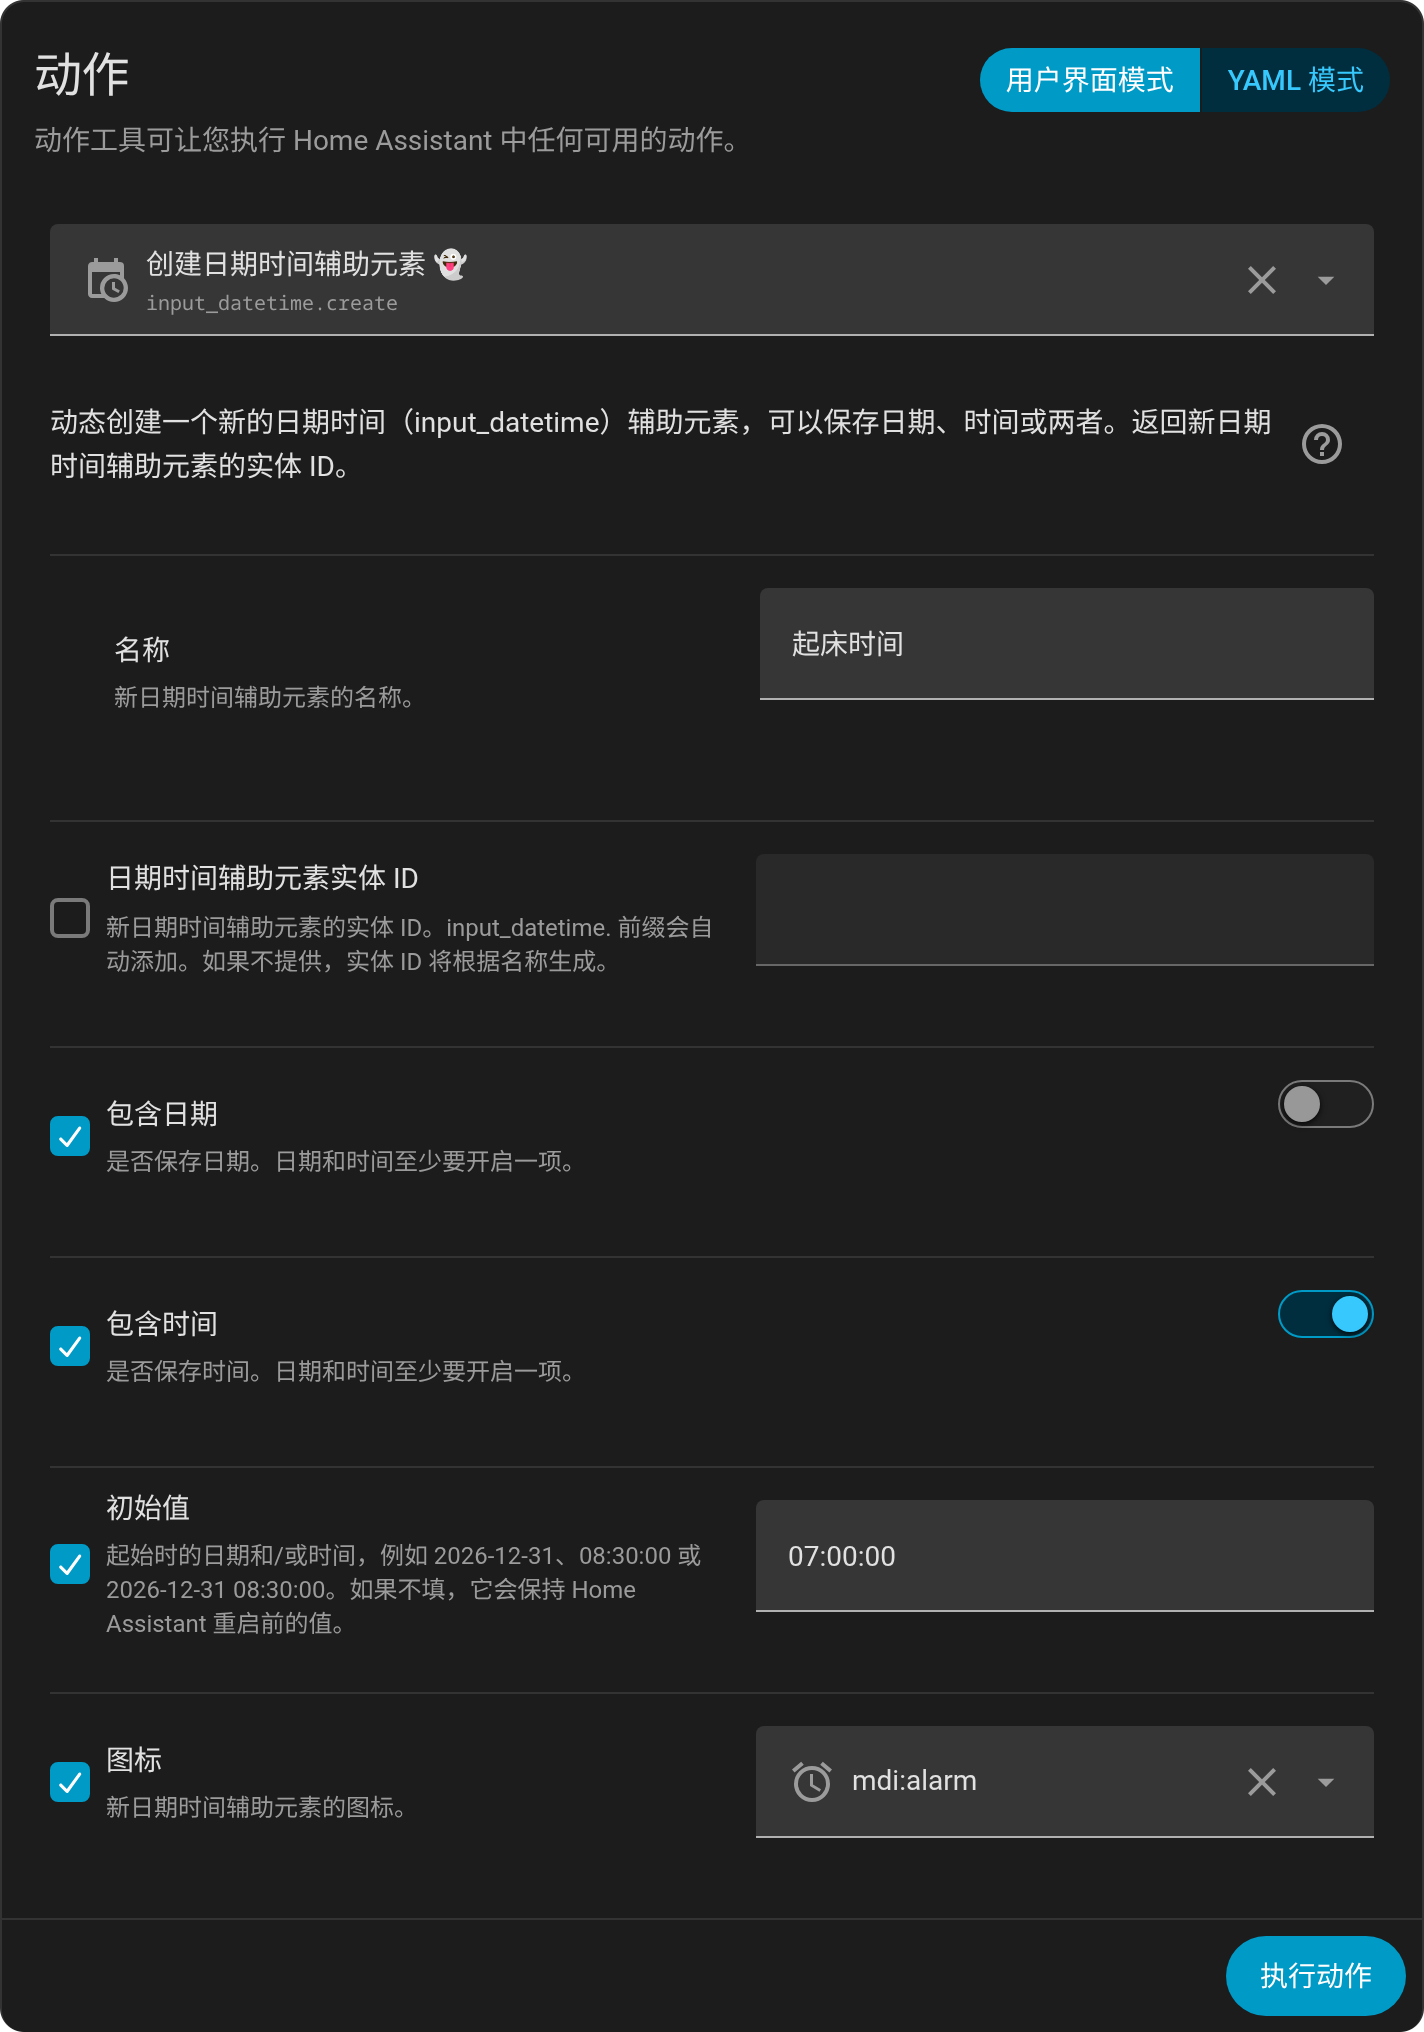 动作
用户界面模式
YAML 模式
动作工具可让您执行 Home Assistant 中任何可用的动作。
创建日期时间辅助元素 👻
input_datetime.create
动态创建一个新的日期时间（input_datetime）辅助元素，可以保存日期、时间或两者。返回新日期
时间辅助元素的实体 ID。
名称
新日期时间辅助元素的名称。
起床时间
日期时间辅助元素实体 ID
新日期时间辅助元素的实体 ID。input_datetime. 前缀会自
动添加。如果不提供，实体 ID 将根据名称生成。
包含日期
是否保存日期。日期和时间至少要开启一项。
包含时间
是否保存时间。日期和时间至少要开启一项。
初始值
起始时的日期和/或时间，例如 2026-12-31、08:30:00 或
2026-12-31 08:30:00。如果不填，它会保持 Home
Assistant 重启前的值。
07:00:00
图标
新日期时间辅助元素的图标。
mdi:alarm
执行动作